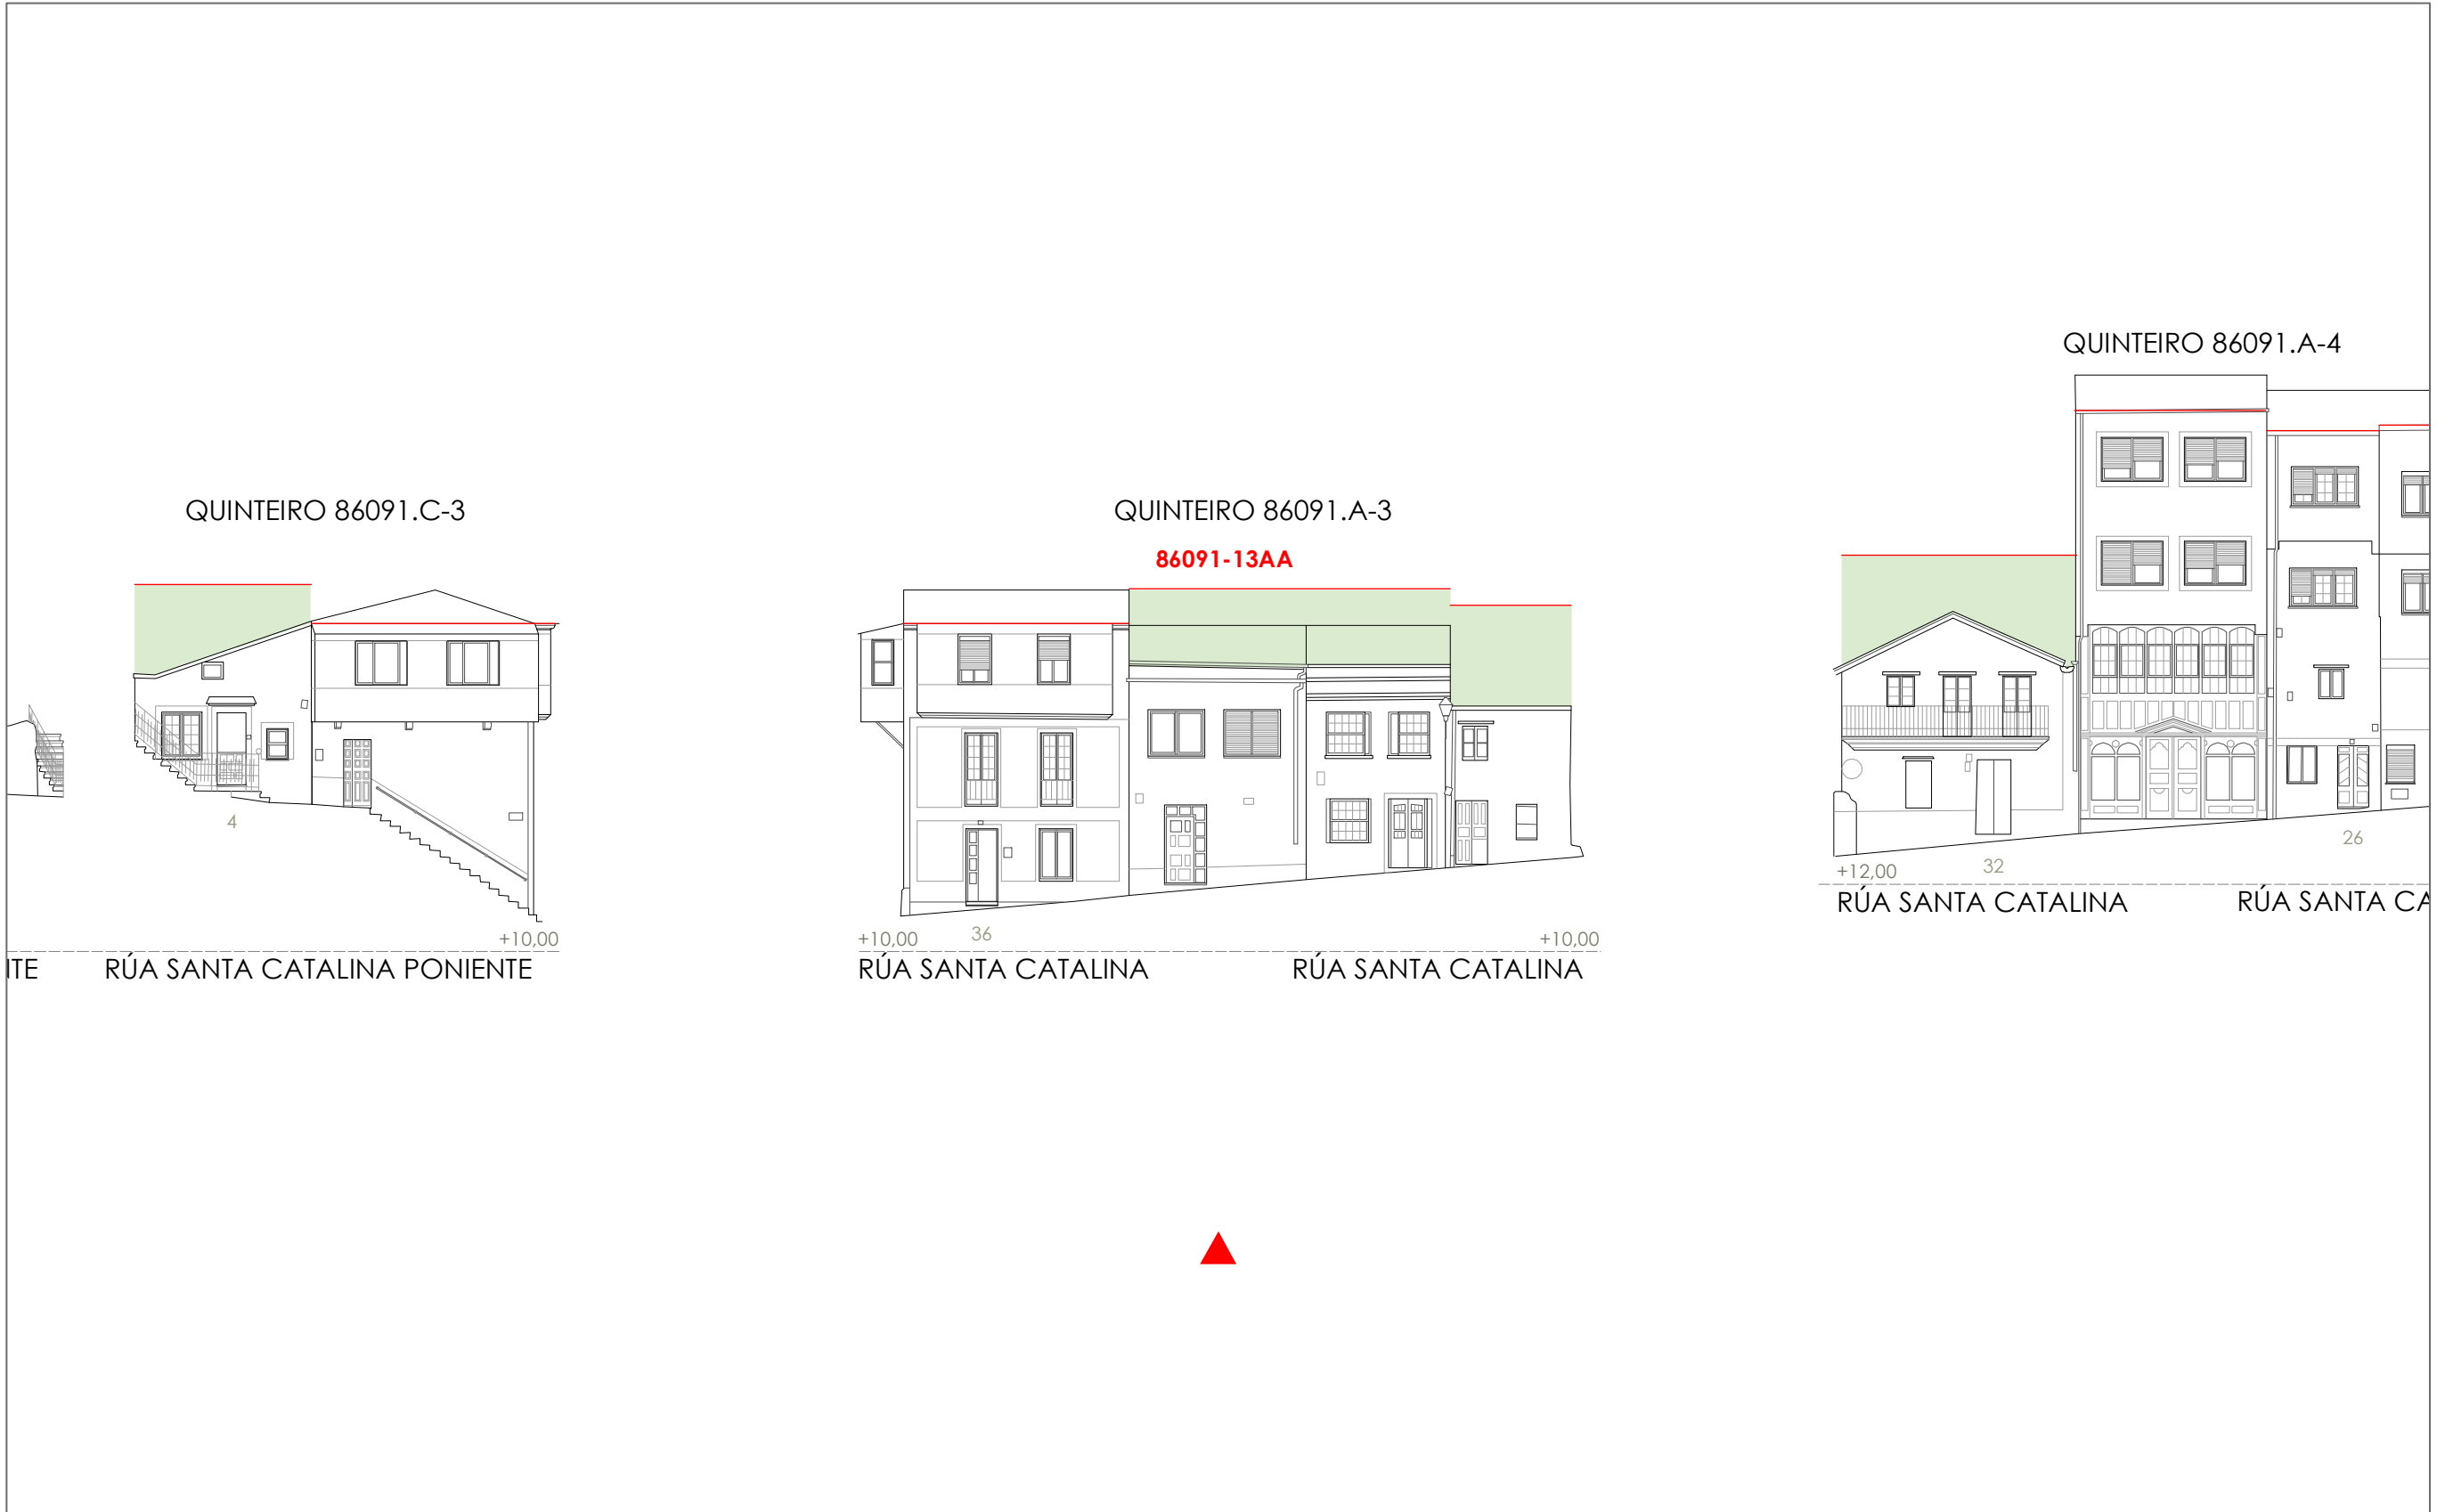 QUINTEIRO 86091.A-4
QUINTEIRO 86091.C-3
QUINTEIRO 86091.A-3
86091-13AA
4
+10,00
ITE
RÚA SANTA CATALINA PONIENTE
36
+10,00
+10,00
RÚA SANTA CATALINA
RÚA SANTA CATALINA
26
32
+12,00
RÚA SANTA CATALINA
RÚA SANTA CA